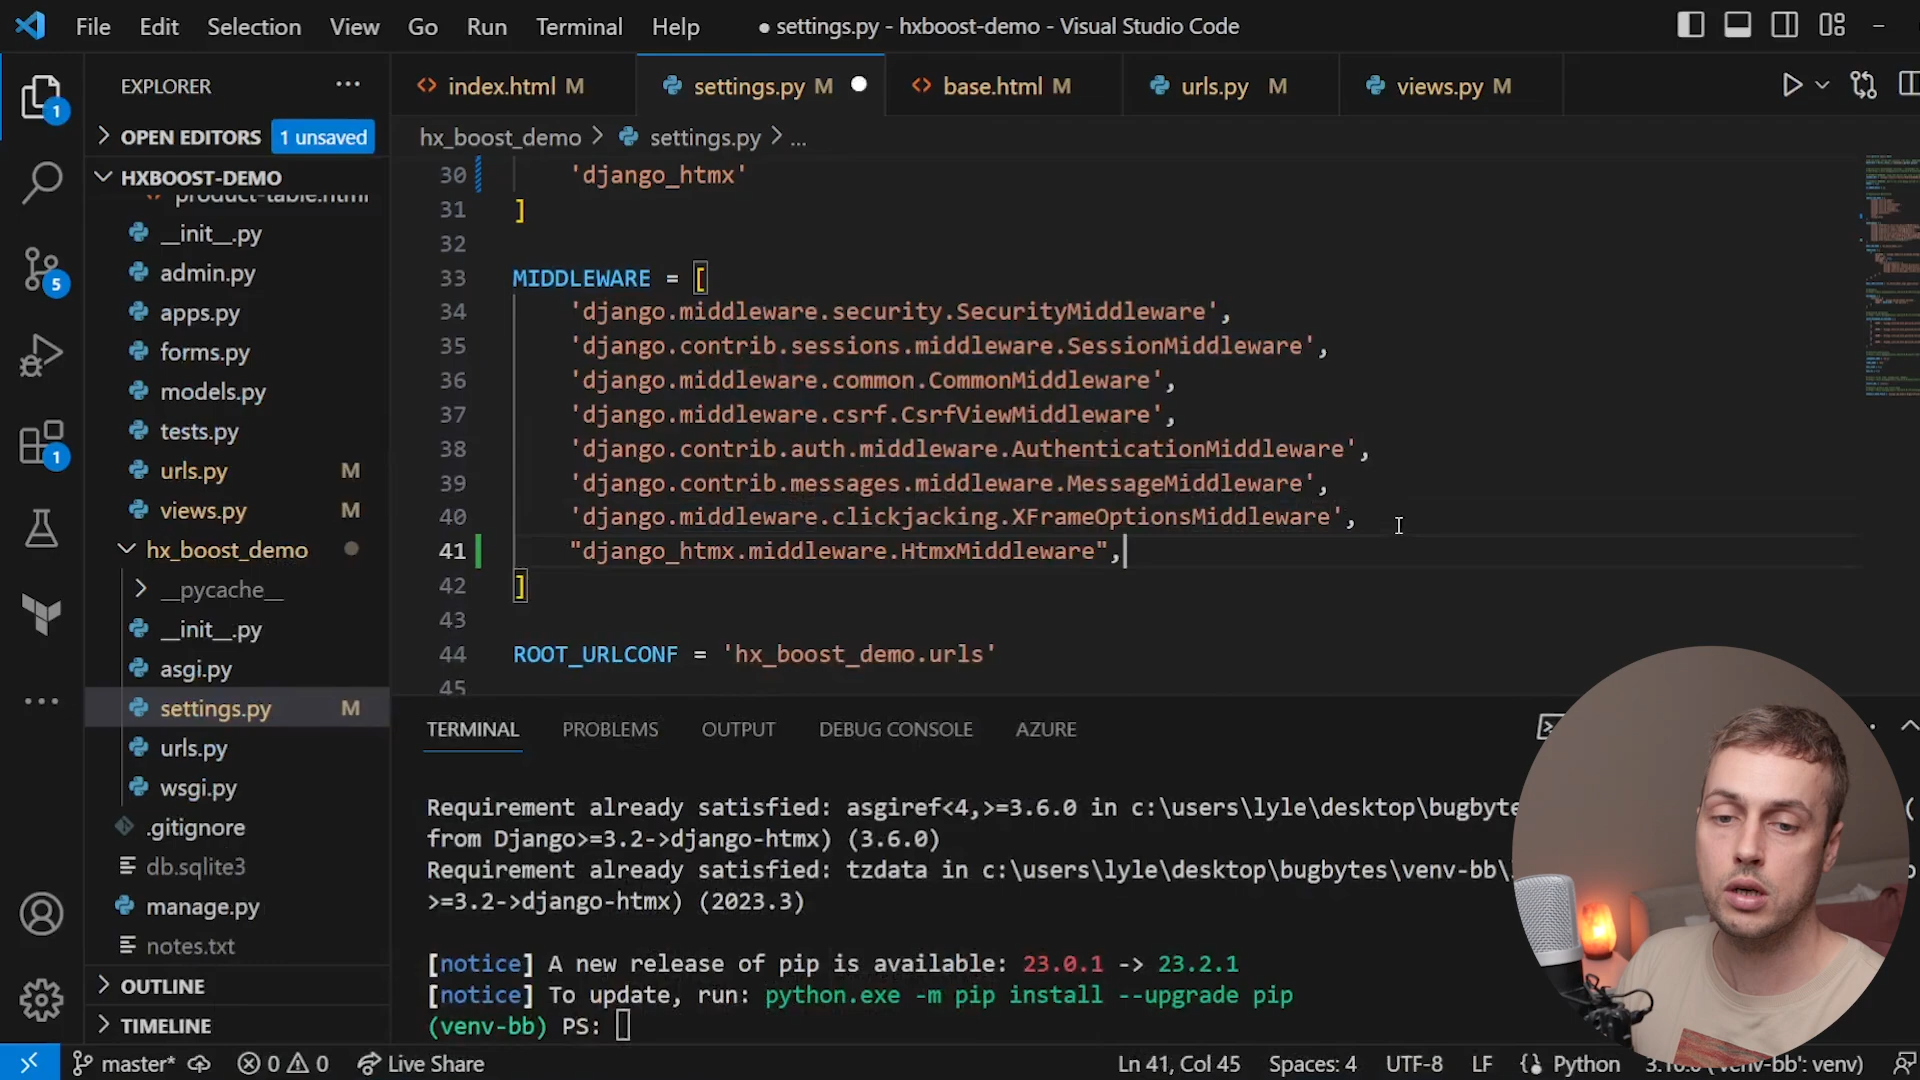 File Edit Selection View Go Run Terminal Help ● settings.py - hxboost-demo - Visual Studio Code
EXPLORER ···
index.html M settings.py M base.html M urls.py M views.py M
OPEN EDITORS 1 unsaved
hx_boost_demo > settings.py > ...
HXBOOST-DEMO
product-table.html
__init__.py
admin.py
apps.py
forms.py
models.py
tests.py
urls.py M
views.py M
hx_boost_demo
__pycache__
__init__.py
asgi.py
settings.py M
urls.py
wsgi.py
.gitignore
db.sqlite3
manage.py
notes.txt
OUTLINE
TIMELINE
1
5
1
30 'django_htmx'
31 ]
32
33 MIDDLEWARE = [
34 'django.middleware.security.SecurityMiddleware',
35 'django.contrib.sessions.middleware.SessionMiddleware',
36 'django.middleware.common.CommonMiddleware',
37 'django.middleware.csrf.CsrfViewMiddleware',
38 'django.contrib.auth.middleware.AuthenticationMiddleware',
39 'django.contrib.messages.middleware.MessageMiddleware',
40 'django.middleware.clickjacking.XFrameOptionsMiddleware',
41 "django_htmx.middleware.HtmxMiddleware",
42 ]
43
44 ROOT_URLCONF = 'hx_boost_demo.urls'
45
TERMINAL PROBLEMS OUTPUT DEBUG CONSOLE AZURE
Requirement already satisfied: asgiref<4,>=3.6.0 in c:\users\lyle\desktop\bugbyte
from Django>=3.2->django-htmx) (3.6.0)
Requirement already satisfied: tzdata in c:\users\lyle\desktop\bugbytes\venv-bb\
>=3.2->django-htmx) (2023.3)
[notice] A new release of pip is available: 23.0.1 -> 23.2.1
[notice] To update, run: python.exe -m pip install --upgrade pip
(venv-bb) PS:
master* 0 0 Live Share Ln 41, Col 45 Spaces: 4 UTF-8 LF Python venv)